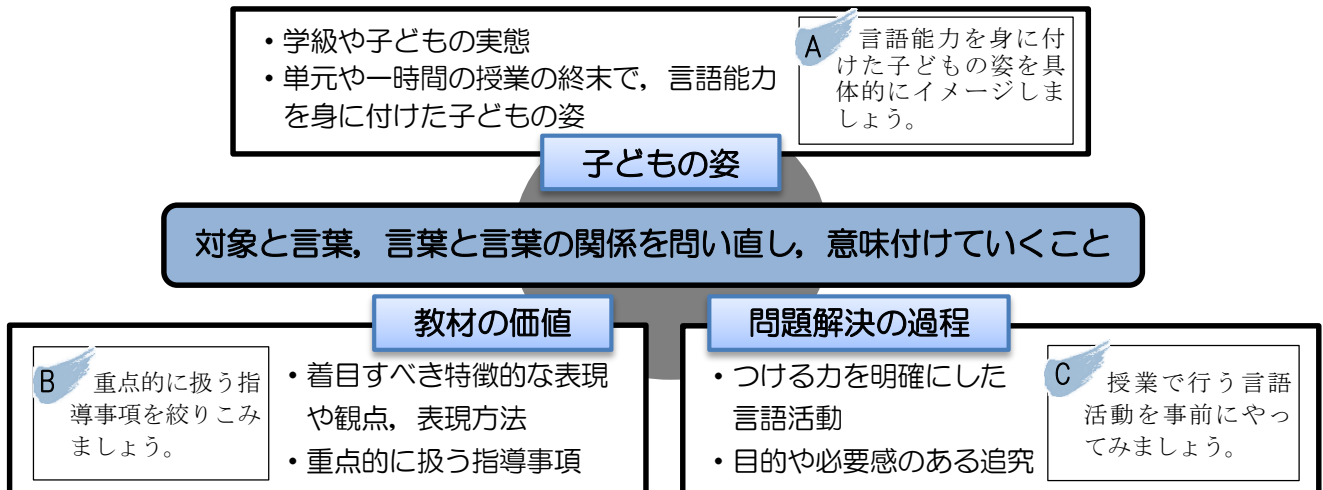 ・学級や子どもの実態
・単元や一時間の授業の終末で，言語能力
を身に付けた子どもの姿
A 言語能力を身に付
けた子どもの姿を具
体的にイメージしま
しょう。
子どもの姿
対象と言葉，言葉と言葉の関係を問い直し，意味付けていくこと
教材の価値
B 重点的に扱う指
導事項を絞りこみ
ましょう。
・着目すべき特徴的な表現
や観点，表現方法
・重点的に扱う指導事項
問題解決の過程
・つける力を明確にした
言語活動
・目的や必要感のある追究
C 授業で行う言語
活動を事前にやっ
てみましょう。